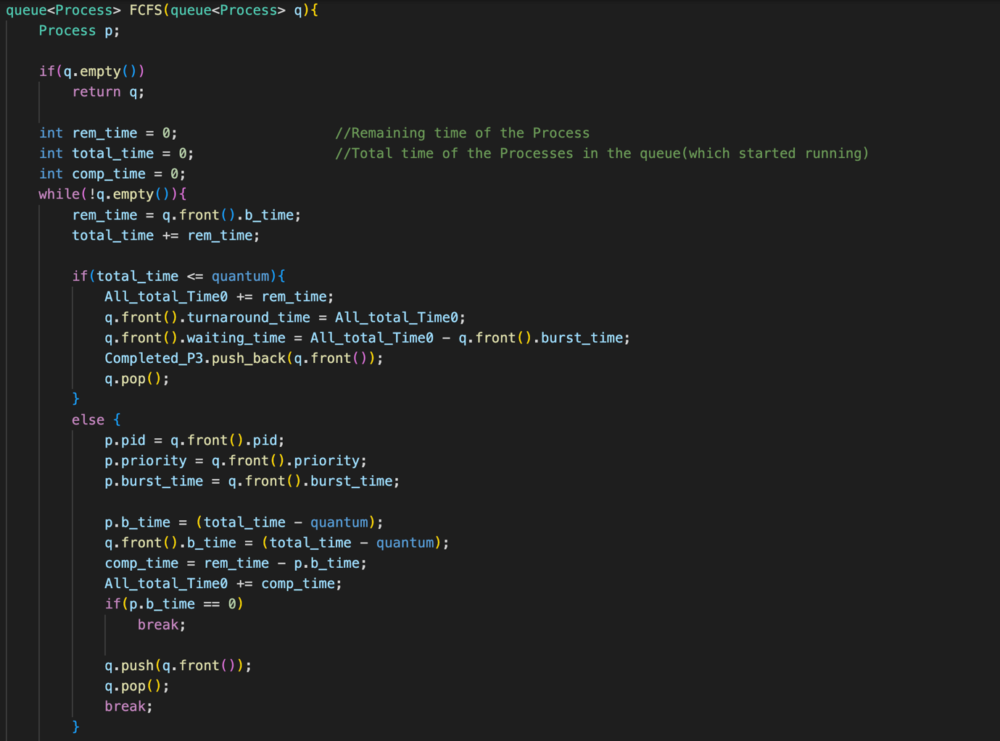 queue<Process> FCFS(queue<Process> q){
    Process p;

    if(q.empty())
        return q;

    int rem_time = 0;                   //Remaining time of the Process
    int total_time = 0;                 //Total time of the Processes in the queue(which started running)
    int comp_time = 0;
    while(!q.empty()){
        rem_time = q.front().b_time;
        total_time += rem_time;

        if(total_time <= quantum){
            All_total_Time0 += rem_time;
            q.front().turnaround_time = All_total_Time0;
            q.front().waiting_time = All_total_Time0 - q.front().burst_time;
            Completed_P3.push_back(q.front());
            q.pop();
        }
        else {
            p.pid = q.front().pid;
            p.priority = q.front().priority;
            p.burst_time = q.front().burst_time;

            p.b_time = (total_time - quantum);
            q.front().b_time = (total_time - quantum);
            comp_time = rem_time - p.b_time;
            All_total_Time0 += comp_time;
            if(p.b_time == 0)
                break;

            q.push(q.front());
            q.pop();
            break;
        }